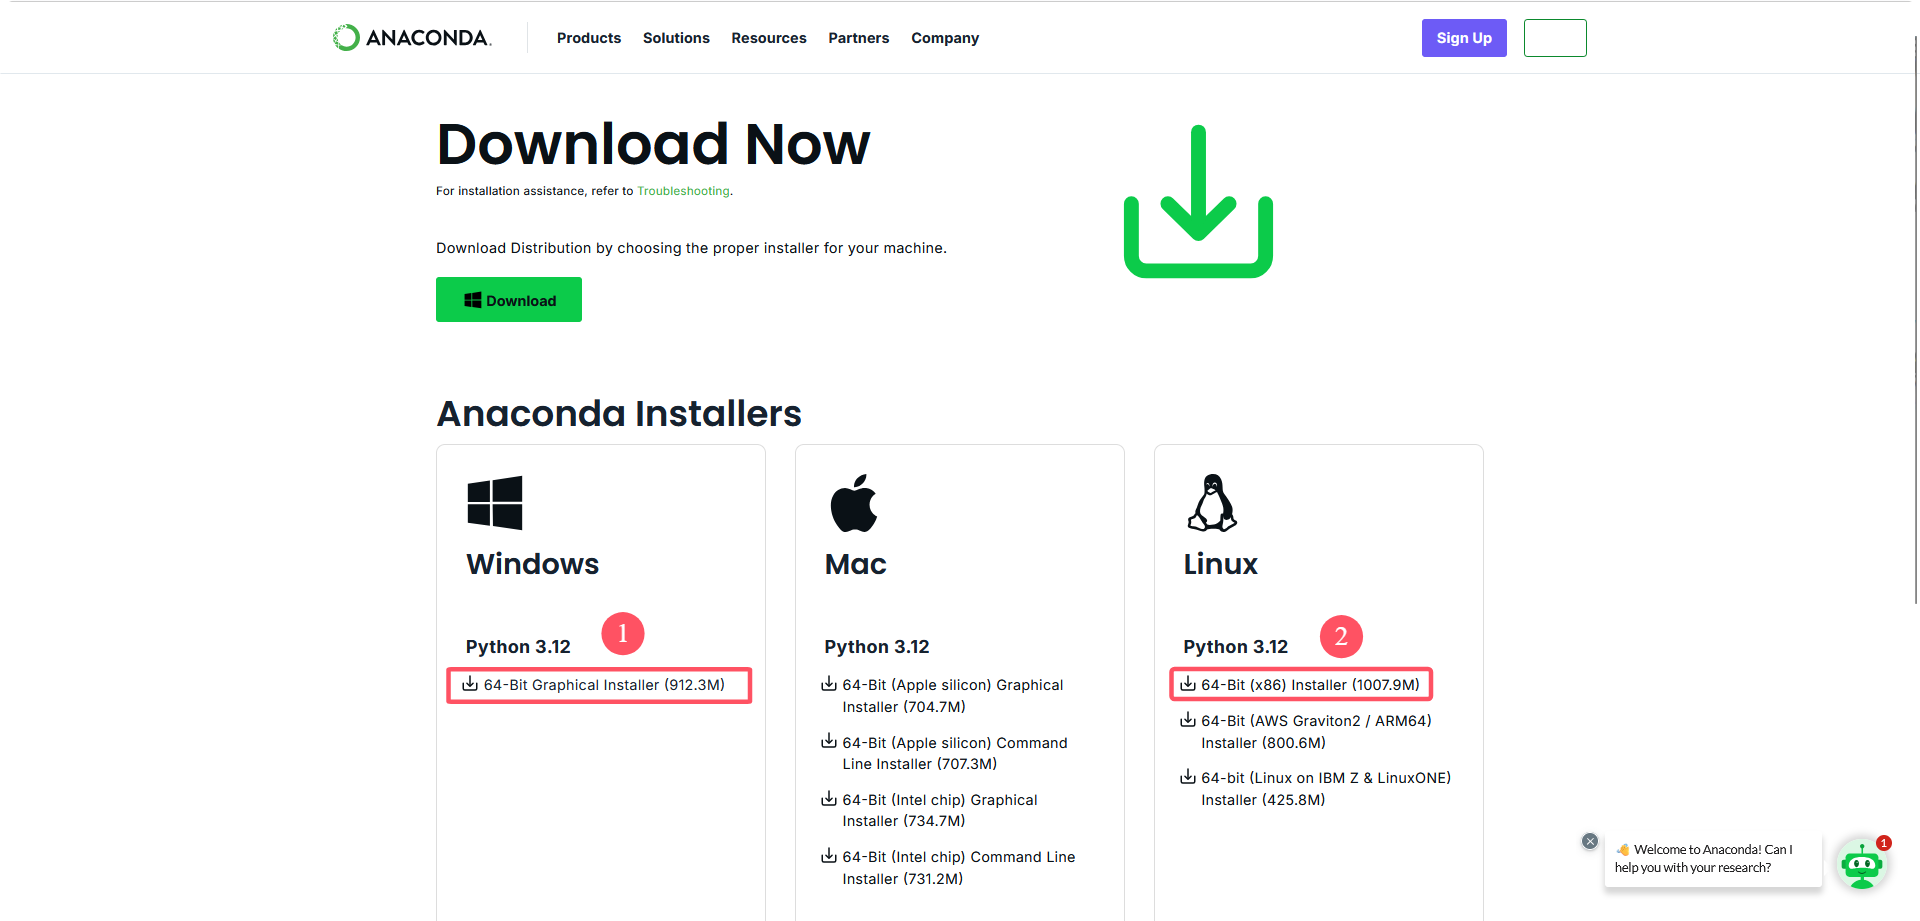 ANACONDA.
Products Solutions Resources Partners Company
Sign Up
Download Now
For installation assistance, refer to Troubleshooting.
Download Distribution by choosing the proper installer for your machine.
Download
Anaconda Installers
Windows
Python 3.12
1
64-Bit Graphical Installer (912.3M)
Mac
Python 3.12
64-Bit (Apple silicon) Graphical
Installer (704.7M)
64-Bit (Apple silicon) Command
Line Installer (707.3M)
64-Bit (Intel chip) Graphical
Installer (734.7M)
64-Bit (Intel chip) Command Line
Installer (731.2M)
Linux
Python 3.12
2
64-Bit (x86) Installer (1007.9M)
64-Bit (AWS Graviton2 / ARM64)
Installer (800.6M)
64-bit (Linux on IBM Z & LinuxONE)
Installer (425.8M)
👋 Welcome to Anaconda! Can I
help you with your research?
1